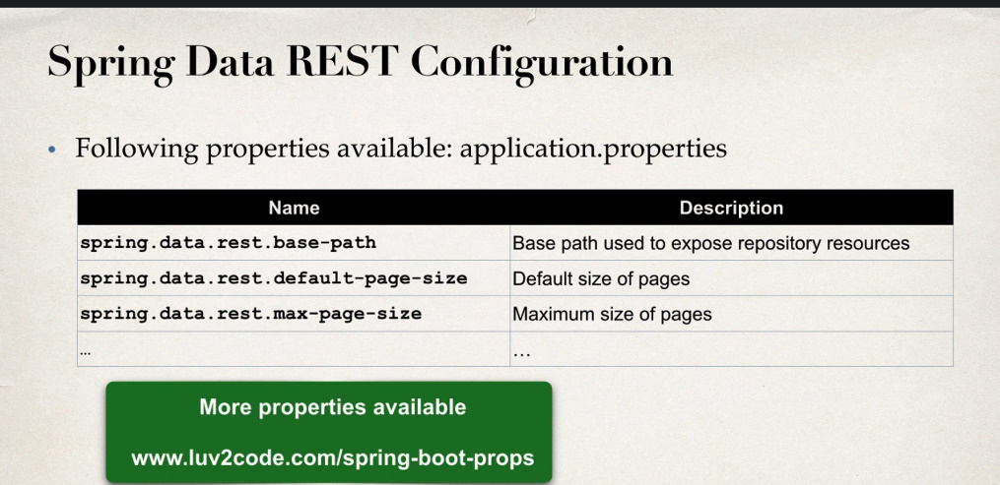 Spring Data REST Configuration
• Following properties available: application.properties
Name Description
spring.data.rest.base-path Base path used to expose repository resources
spring.data.rest.default-page-size Default size of pages
spring.data.rest.max-page-size Maximum size of pages
... ...
More properties available
www.luv2code.com/spring-boot-props